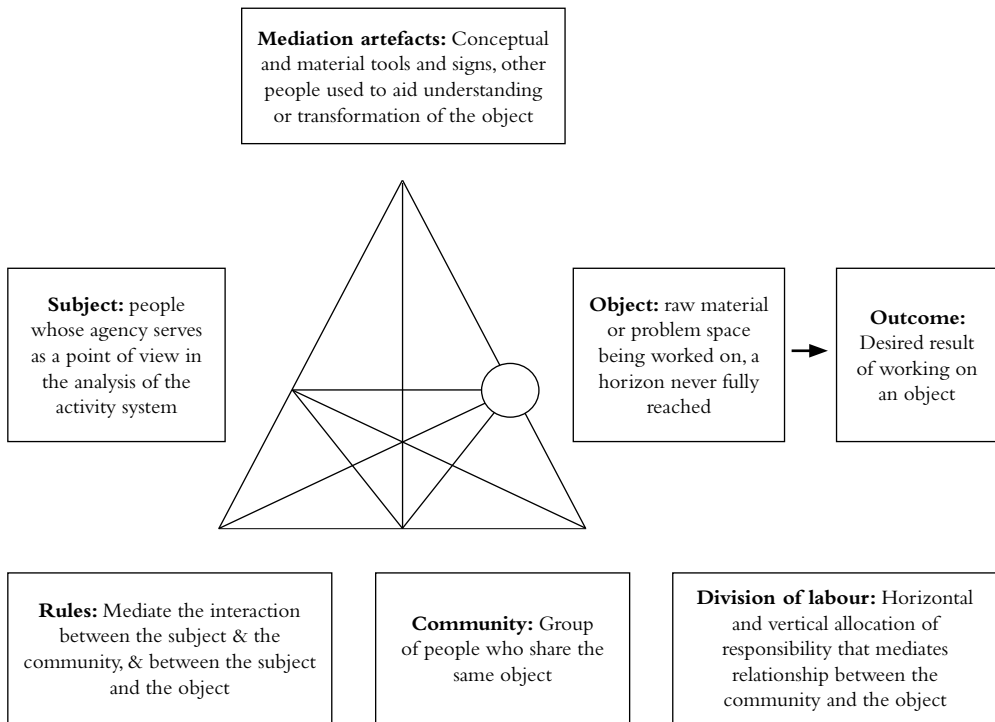 Mediation artefacts: Conceptual
and material tools and signs, other
people used to aid understanding
or transformation of the object
Subject: people
whose agency serves
as a point of view in
the analysis of the
activity system
Object: raw material
or problem space
being worked on, a
horizon never fully
reached
Outcome:
Desired result
of working on
an object
Rules: Mediate the interaction
between the subject & the
community, & between the subject
and the object
Community: Group
of people who share the
same object
Division of labour: Horizontal
and vertical allocation of
responsibility that mediates
relationship between the
community and the object